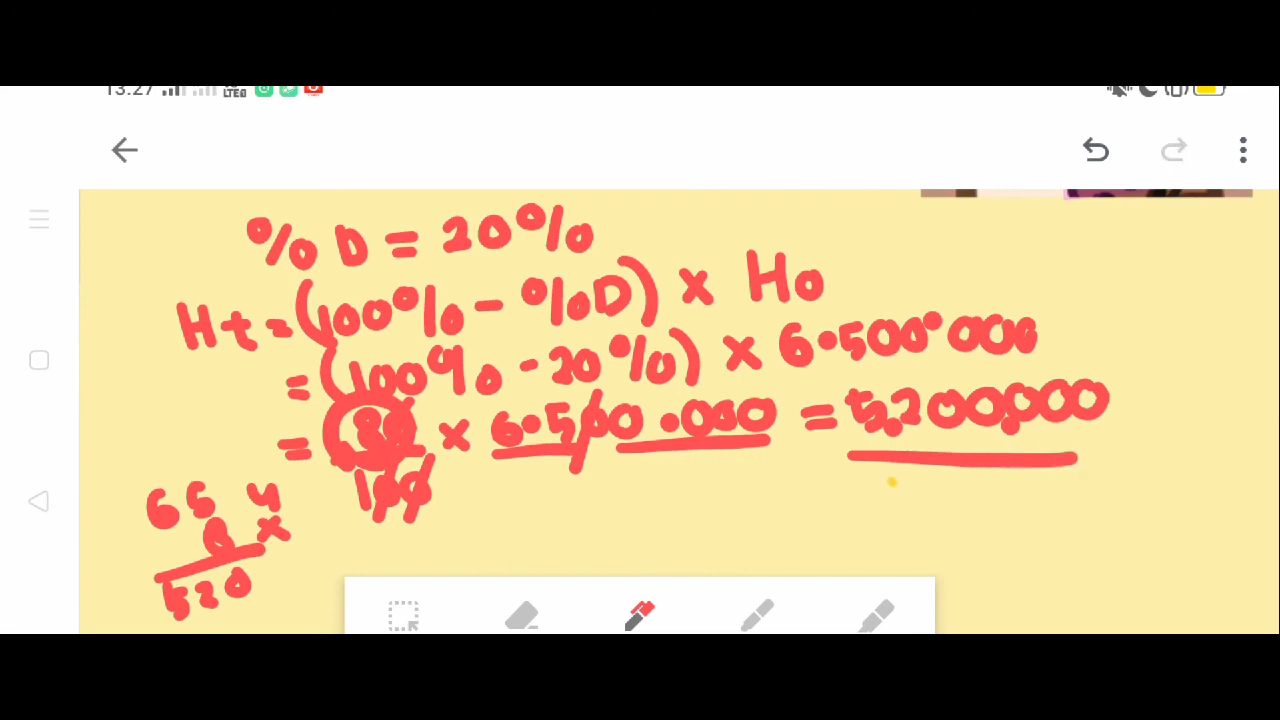 13.27 LTE
%D = 20%
Ht = (100% - %D) × Ho
= (100% - 20%) × 6.500.000
= (80/100) × 6.500.000 = 5,200,000
65 4
8 ×
520